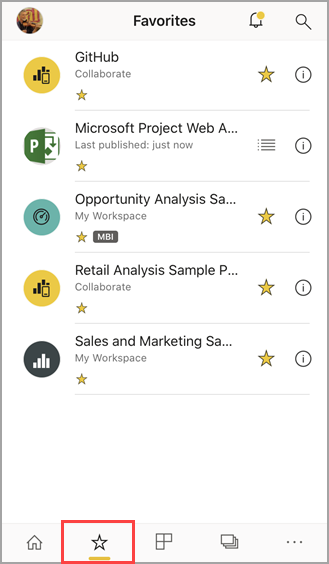 Favorites
GitHub
Collaborate
Microsoft Project Web A...
Last published: just now
Opportunity Analysis Sa...
My Workspace
MBI
Retail Analysis Sample P...
Collaborate
Sales and Marketing Sa...
My Workspace